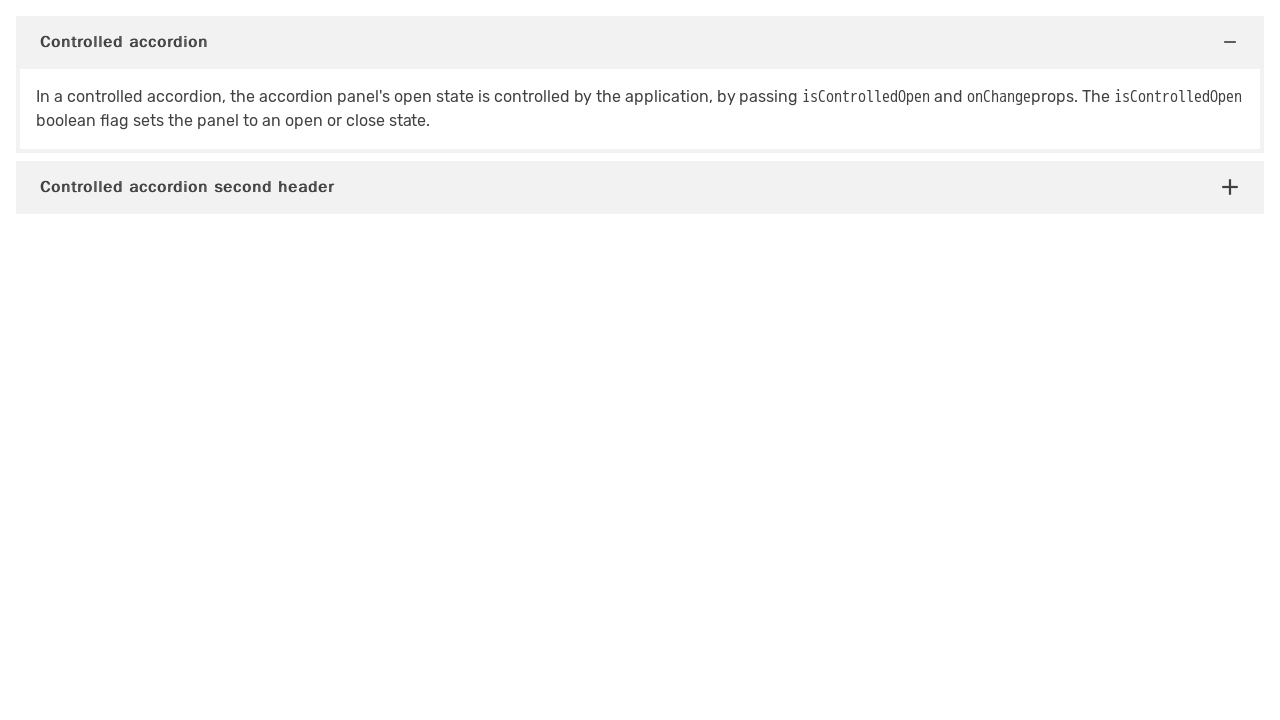 Controlled accordion
In a controlled accordion, the accordion panel's open state is controlled by the application, by passing isControlledOpen and onChangeprops. The isControlledOpen
boolean flag sets the panel to an open or close state.
Controlled accordion second header